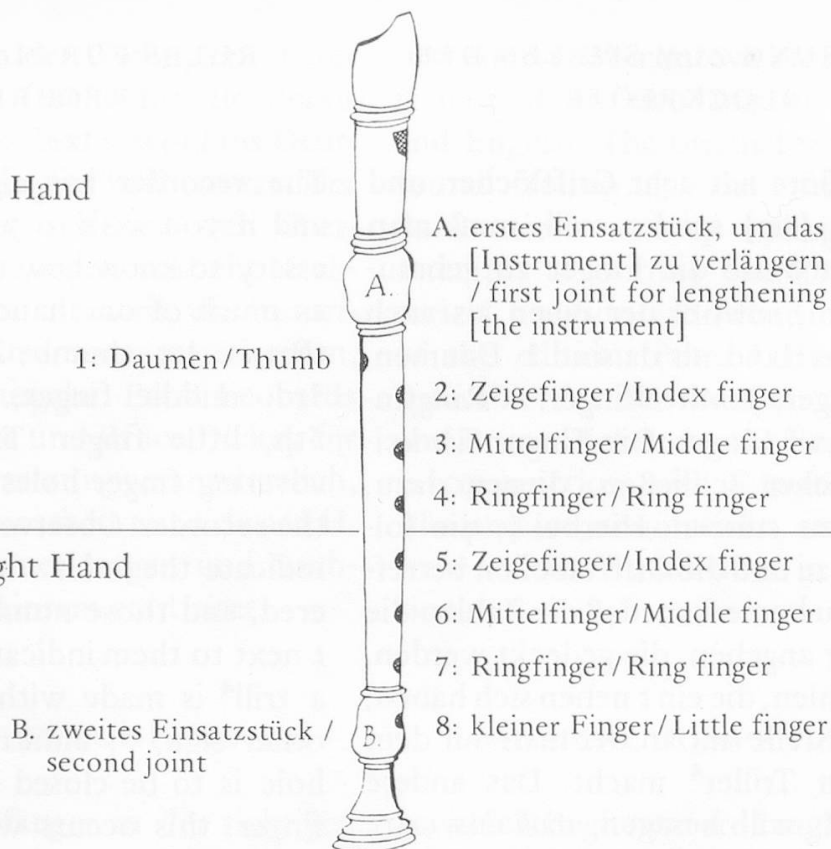 Hand
A. erstes Einsatzstück, um das
[Instrument] zu verlängern
/ first joint for lengthening
[the instrument]
A.
1: Daumen/Thumb
2: Zeigefinger/Index finger
3: Mittelfinger/Middle finger
4: Ringfinger/Ring finger
5: Zeigefinger/Index finger
ght Hand
6: Mittelfinger/Middle finger
7: Ringfinger/Ring finger
B. zweites Einsatzstück /
second joint
B.
8: kleiner Finger/Little finger